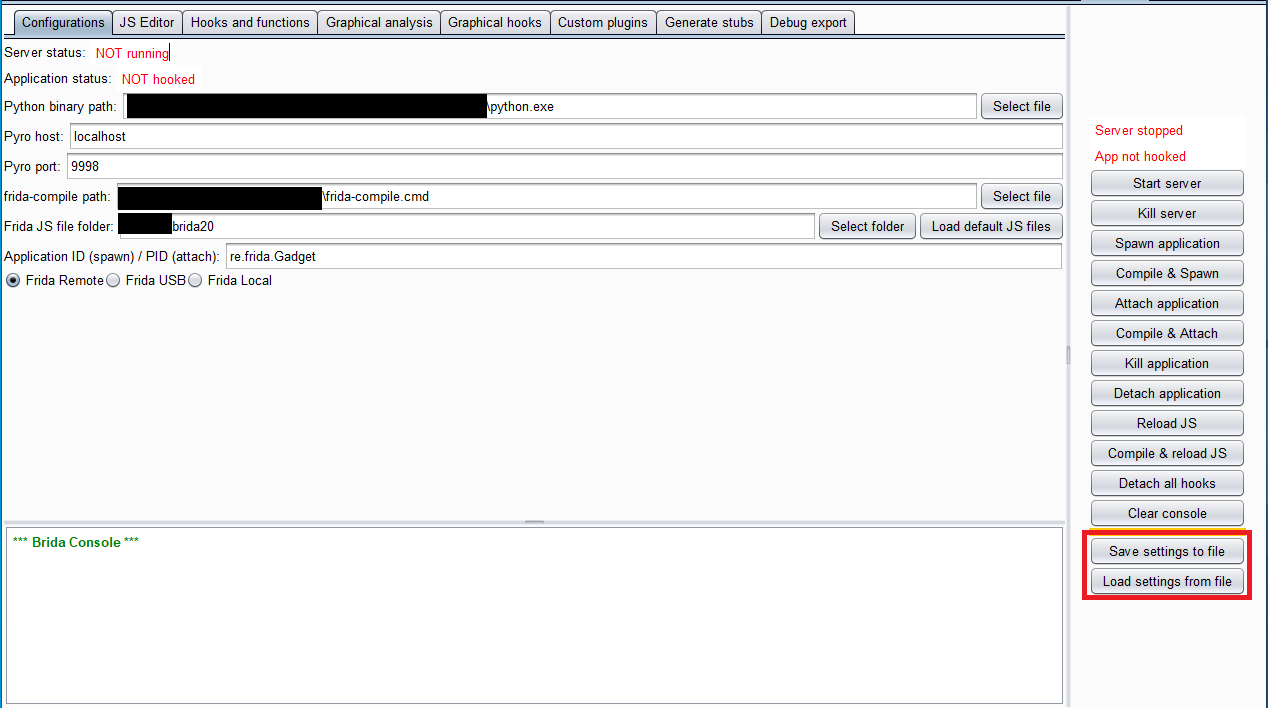 Configurations JS Editor Hooks and functions Graphical analysis Graphical hooks Custom plugins Generate stubs Debug export
Server status: NOT running
Application status: NOT hooked
Python binary path: \python.exe Select file
Pyro host: localhost
Pyro port: 9998
frida-compile path: \frida-compile.cmd Select file
Frida JS file folder: brida20 Select folder Load default JS files
Application ID (spawn) / PID (attach): re.frida.Gadget
Frida Remote Frida USB Frida Local
*** Brida Console ***
Server stopped
App not hooked
Start server
Kill server
Spawn application
Compile & Spawn
Attach application
Compile & Attach
Kill application
Detach application
Reload JS
Compile & reload JS
Detach all hooks
Clear console
Save settings to file
Load settings from file